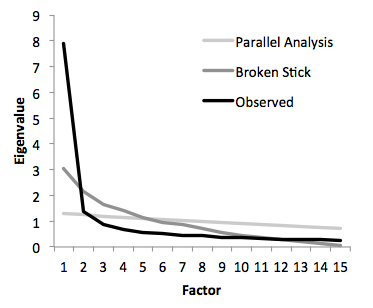 9
8
7
6
5
4
3
2
1
0
Eigenvalue
Parallel Analysis
Broken Stick
Observed
1 2 3 4 5 6 7 8 9 10 11 12 13 14 15
Factor